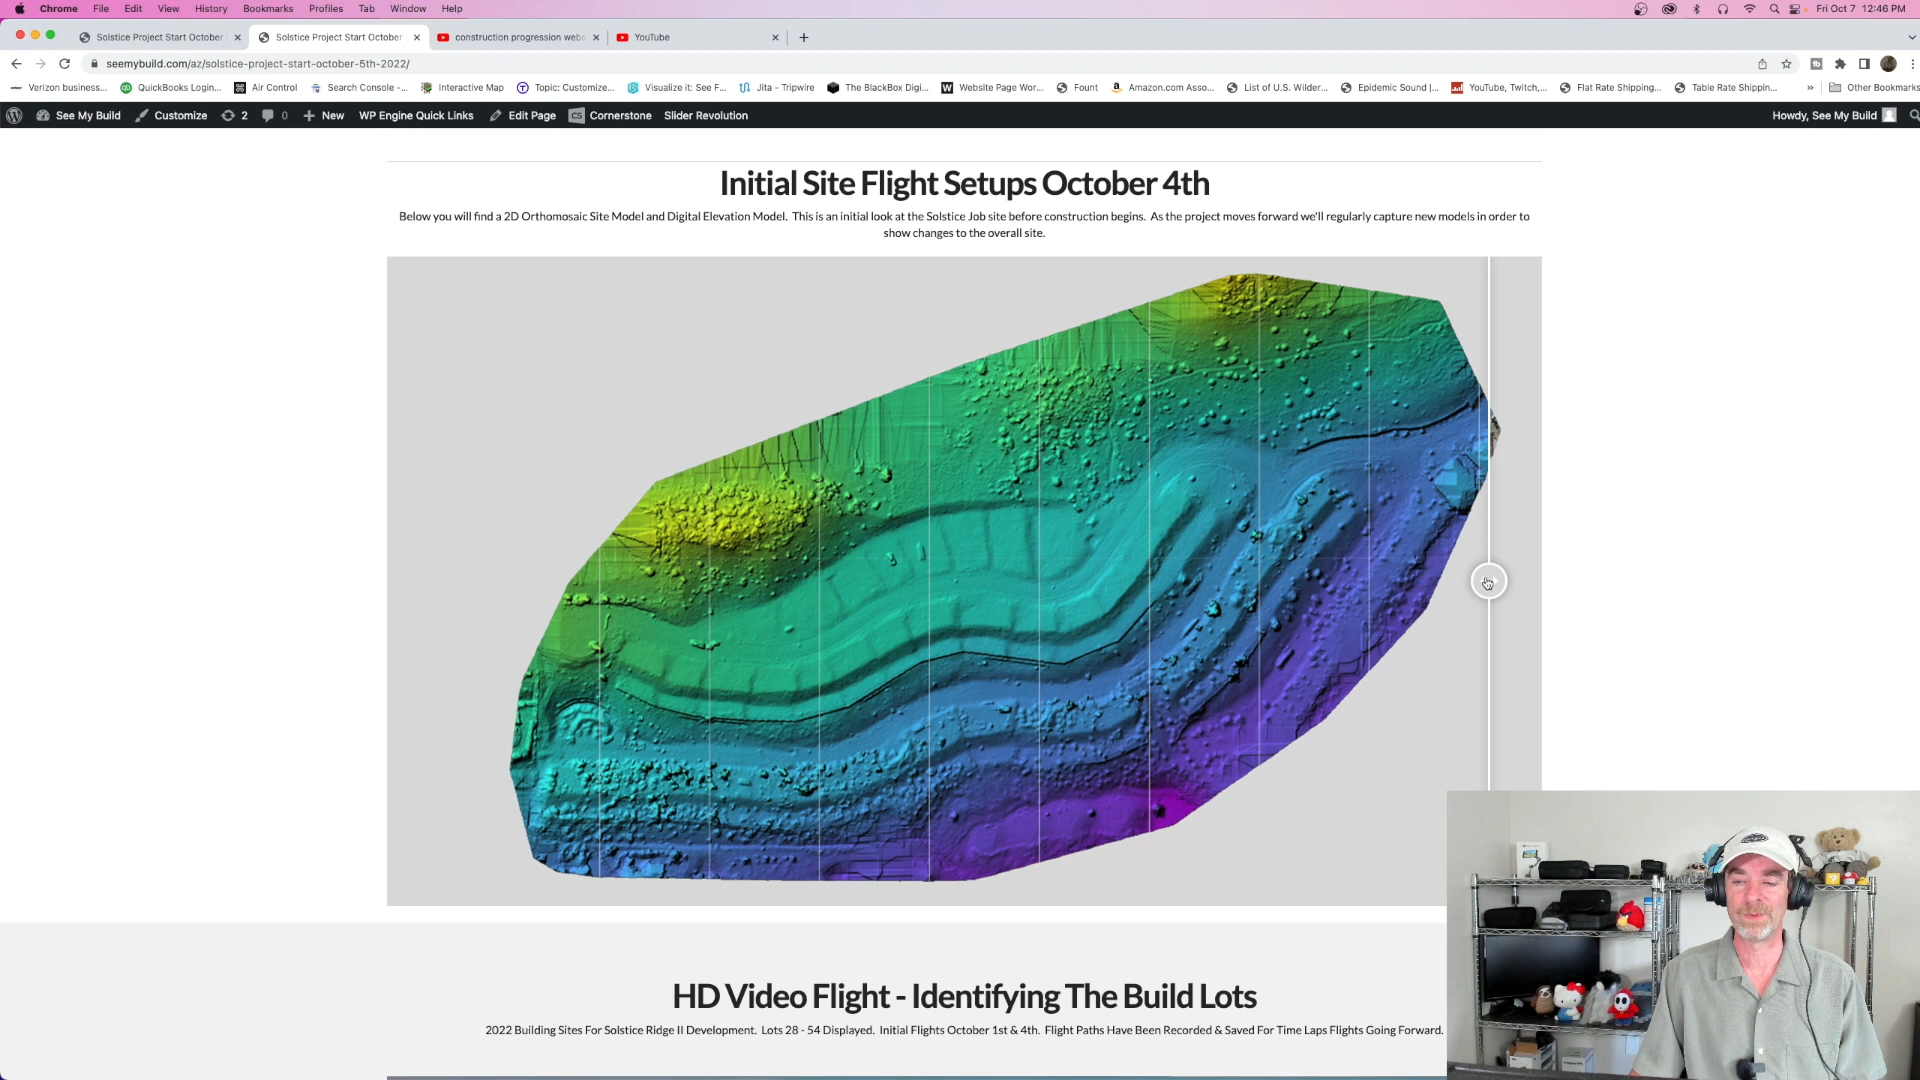 Chrome File Edit View History Bookmarks Profiles Tab Window Help Fri Oct 7 12:46 PM
Solstice Project Start October Solstice Project Start October construction progression webs YouTube
seemybuild.com/az/solstice-project-start-october-5th-2022/
Verizon business... QuickBooks Login... Air Control Search Console -... Interactive Map Topic: Customize... Visualize it: See F... Jita - Tripwire The BlackBox Digi... Website Page Wor... Fount Amazon.com Asso... List of U.S. Wilder... Epidemic Sound |... YouTube, Twitch,... Flat Rate Shipping... Table Rate Shippin... » Other Bookmarks
See My Build Customize 2 0 New WP Engine Quick Links Edit Page CS Cornerstone Slider Revolution Howdy, See My Build
Initial Site Flight Setups October 4th
Below you will find a 2D Orthomosaic Site Model and Digital Elevation Model. This is an initial look at the Solstice Job site before construction begins. As the project moves forward we'll regularly capture new models in order to
show changes to the overall site.
HD Video Flight - Identifying The Build Lots
2022 Building Sites For Solstice Ridge II Development. Lots 28 - 54 Displayed. Initial Flights October 1st & 4th. Flight Paths Have Been Recorded & Saved For Time Laps Flights Going Forward.